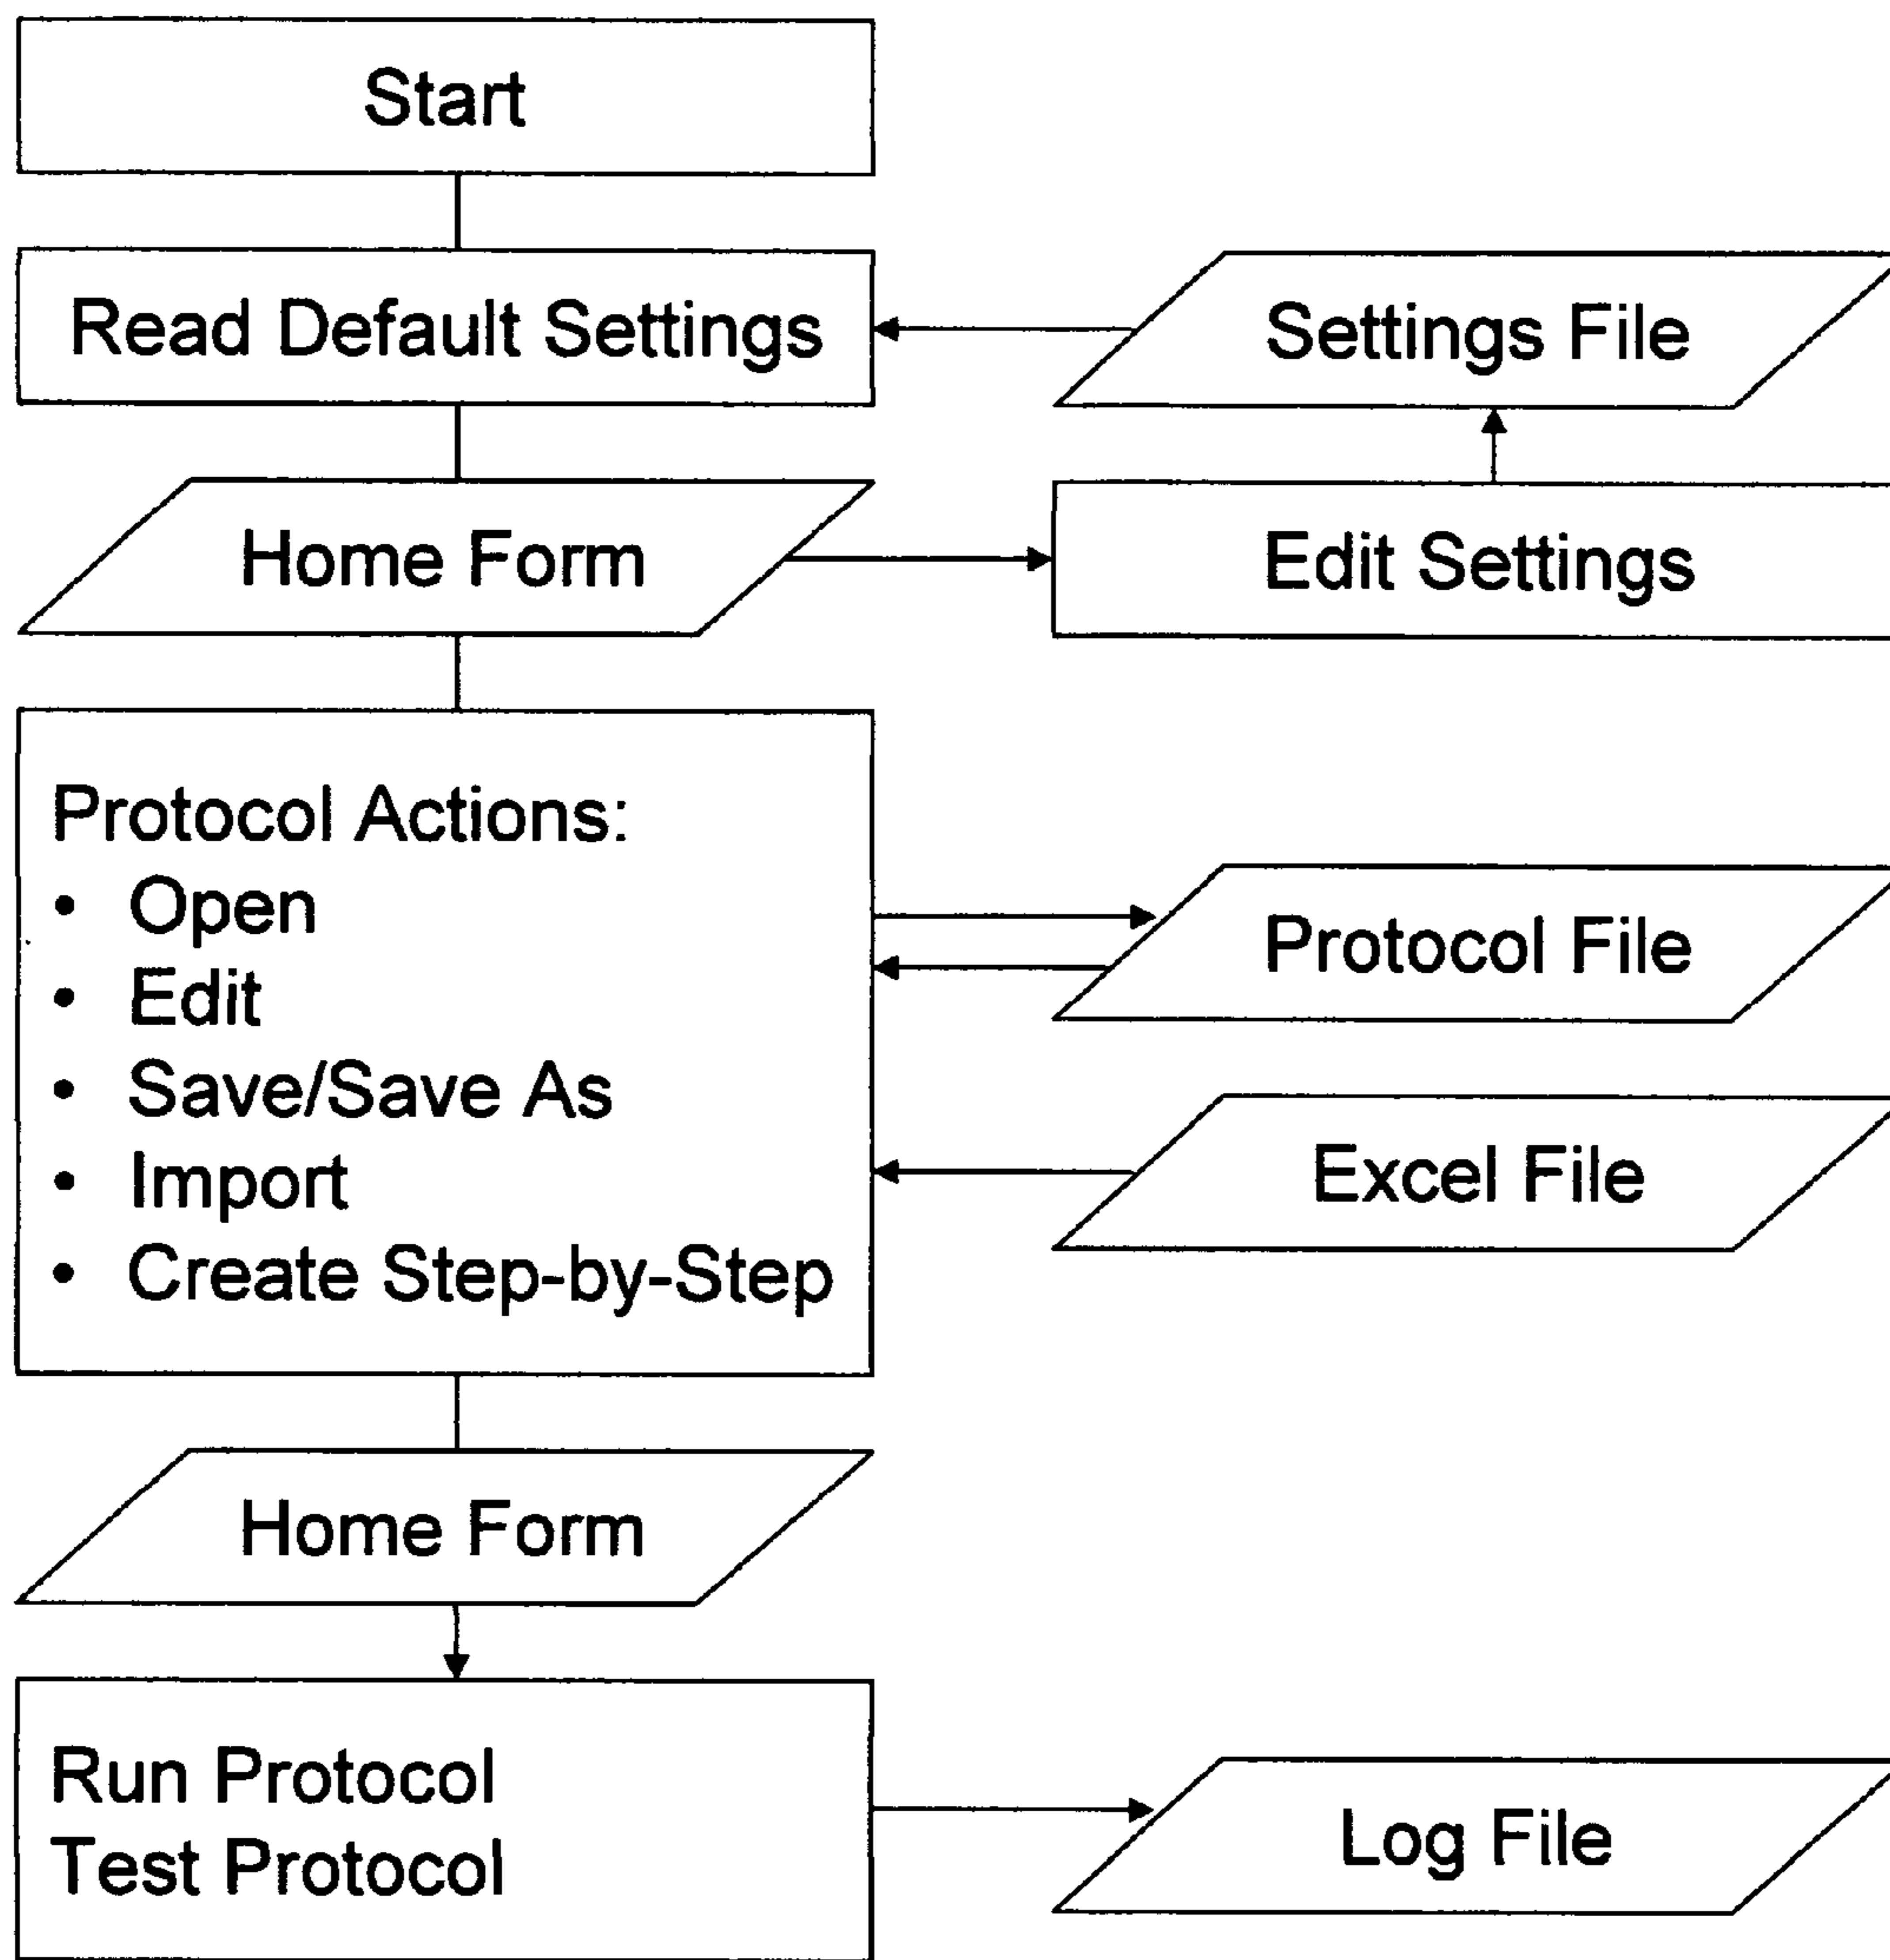 Start
Read Default Settings
Settings File
Home Form
Edit Settings
Protocol Actions:
• Open
• Edit
• Save/Save As
• Import
• Create Step-by-Step
Protocol File
Excel File
Home Form
Run Protocol
Test Protocol
Log File